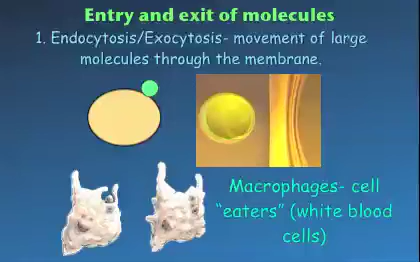 Entry and exit of molecules
1. Endocytosis/Exocytosis- movement of large
molecules through the membrane.
Macrophages- cell
“eaters” (white blood
cells)